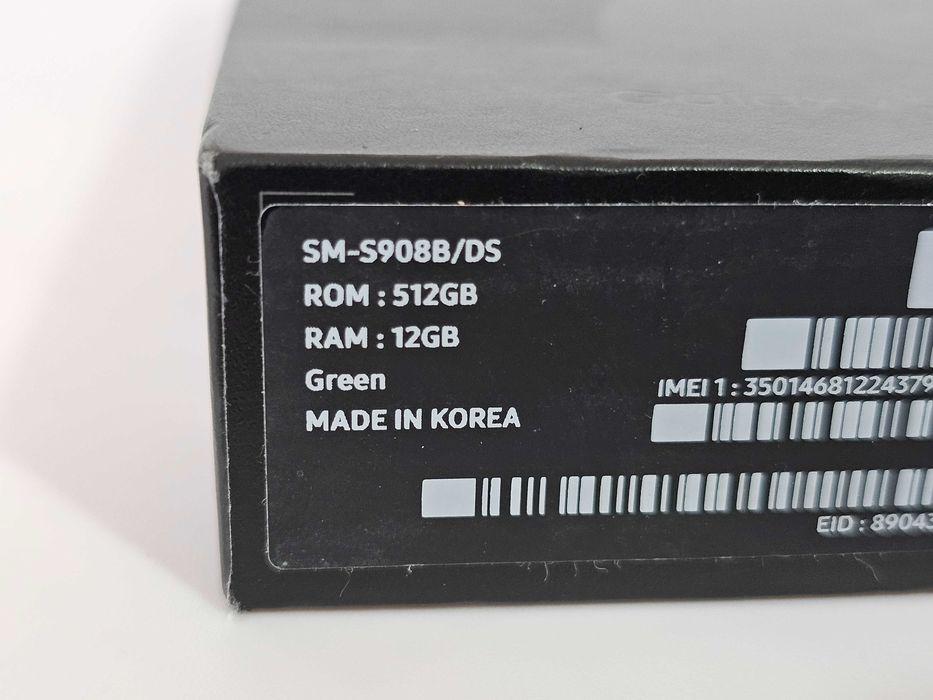 SM-S908B/DS
ROM : 512GB
RAM : 12GB
Green
MADE IN KOREA
IMEI 1 : 35014681224379
EID : 89043